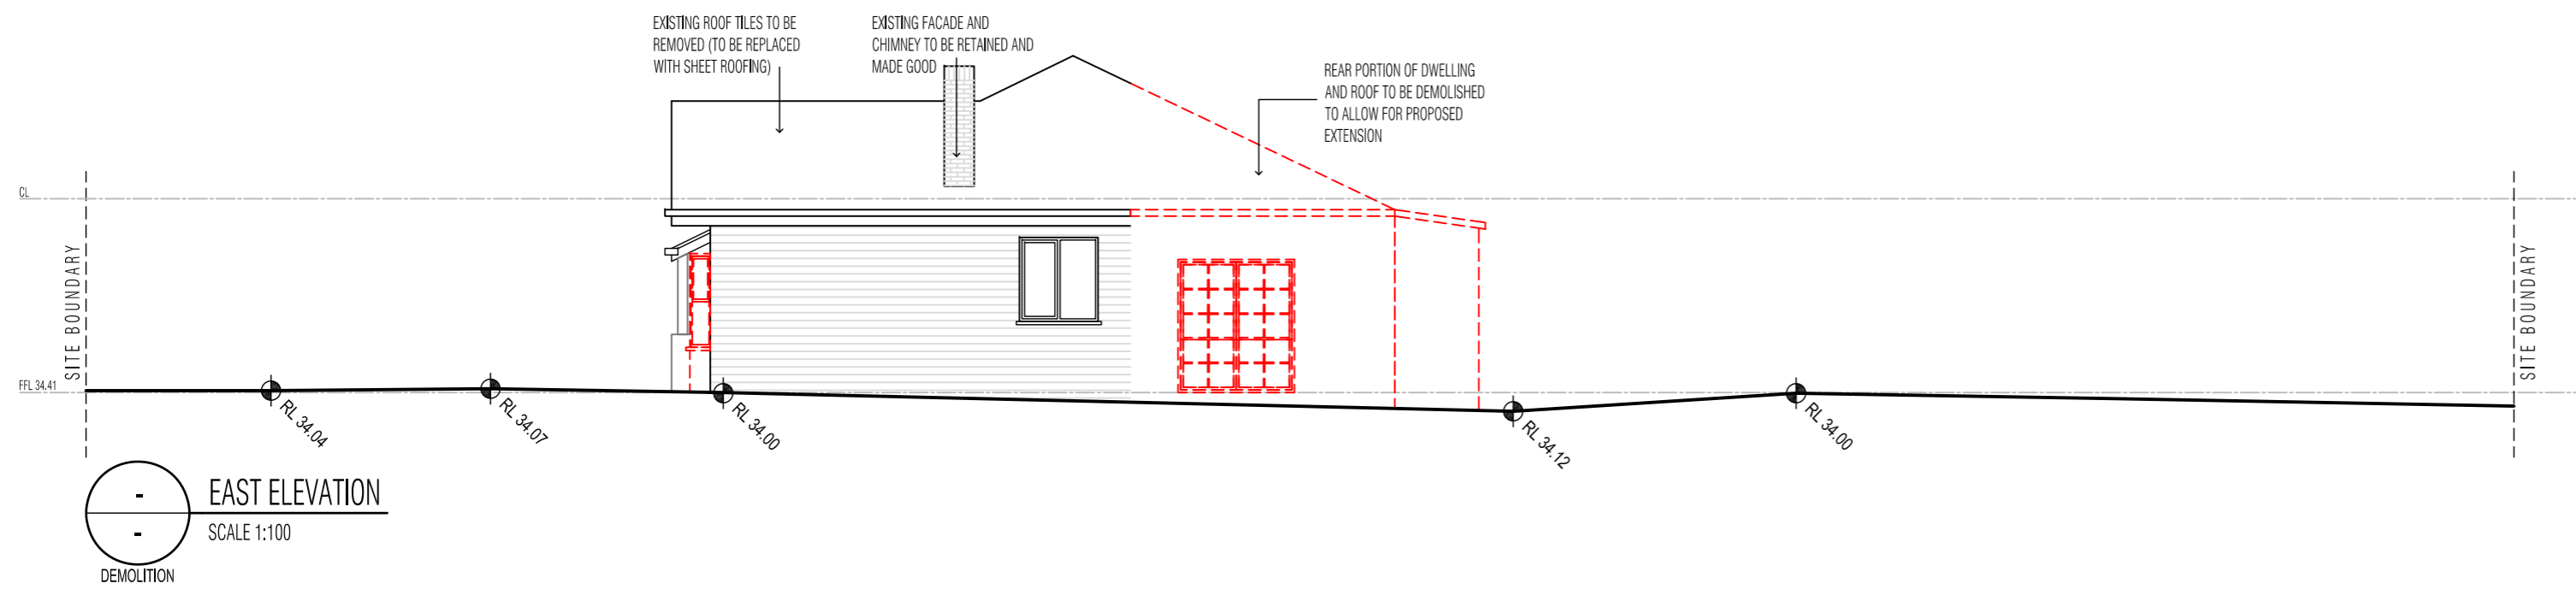 EXISTING ROOF TILES TO BE
REMOVED (TO BE REPLACED
WITH SHEET ROOFING)
EXISTING FACADE AND
CHIMNEY TO BE RETAINED AND
MADE GOOD
REAR PORTION OF DWELLING
AND ROOF TO BE DEMOLISHED
TO ALLOW FOR PROPOSED
EXTENSION
CL
SITE BOUNDARY
SITE BOUNDARY
FFL 34.41
RL 34.04
RL 34.07
RL 34.00
RL 34.12
RL 34.00
-
-
EAST ELEVATION
SCALE 1:100
DEMOLITION